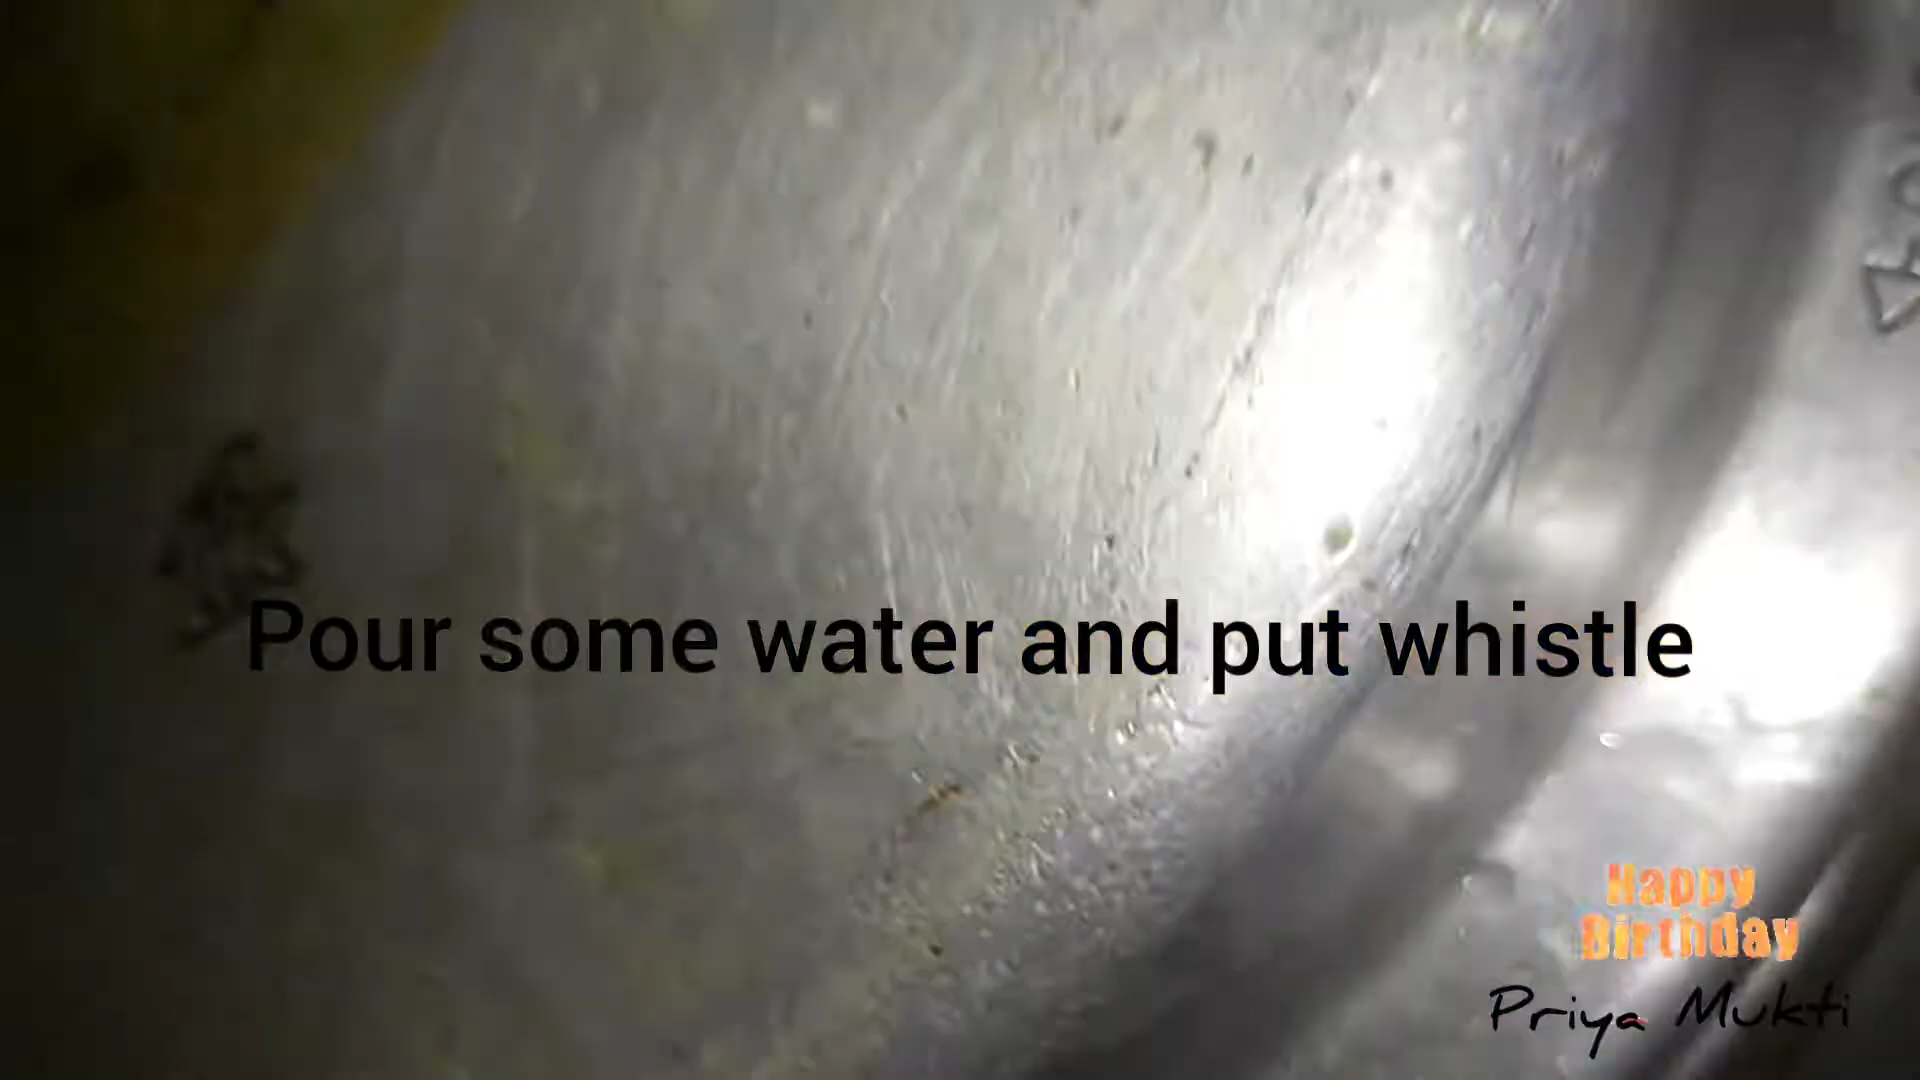 Pour some water and put whistle
Happy
Birthday
Priya Mukti